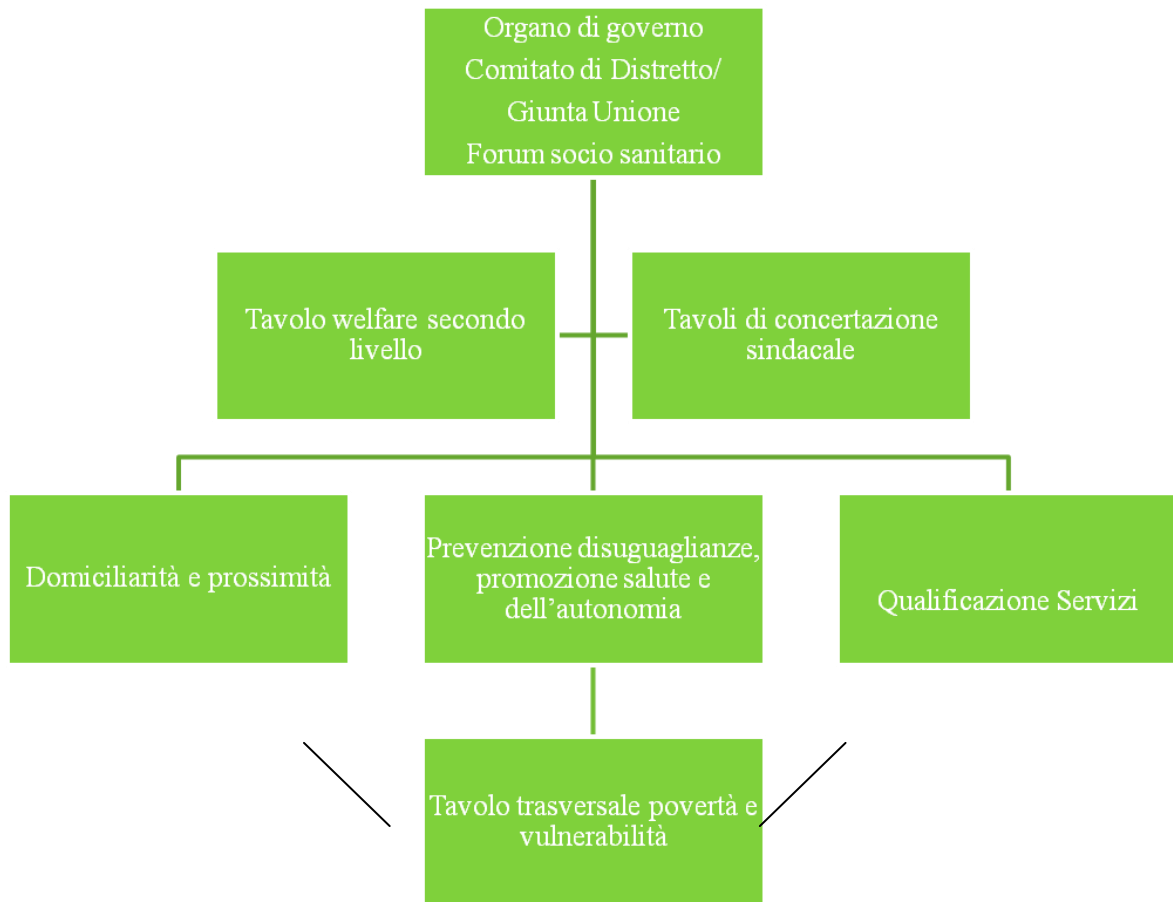 Organo di governo
Comitato di Distretto/
Giunta Unione
Forum socio sanitario
Tavolo welfare secondo
livello
Tavoli di concertazione
sindacale
Domiciliarità e prossimità
Prevenzione disuguaglianze,
promozione salute e
dell’autonomia
Qualificazione Servizi
Tavolo trasversale povertà e
vulnerabilità